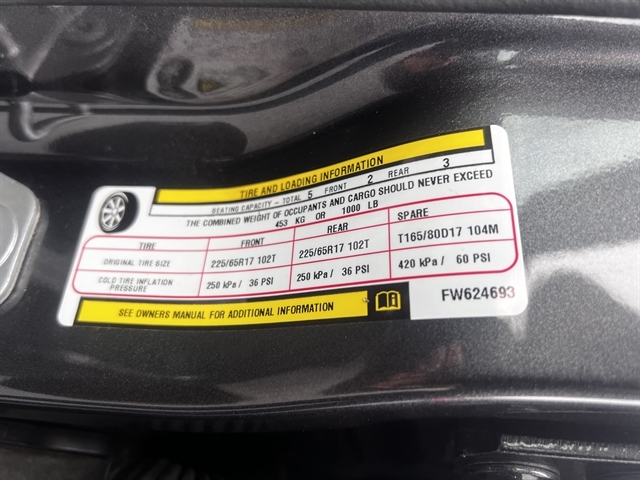 TIRE AND LOADING INFORMATION
SEATING CAPACITY - TOTAL 5 FRONT 2 REAR 3
THE COMBINED WEIGHT OF OCCUPANTS AND CARGO SHOULD NEVER EXCEED
453 KG OR 1000 LB
TIRE FRONT REAR SPARE
ORIGINAL TIRE SIZE 225/65R17 102T 225/65R17 102T T165/80D17 104M
COLD TIRE INFLATION PRESSURE 250 kPa / 36 PSI 250 kPa / 36 PSI 420 kPa / 60 PSI
SEE OWNERS MANUAL FOR ADDITIONAL INFORMATION
FW624693